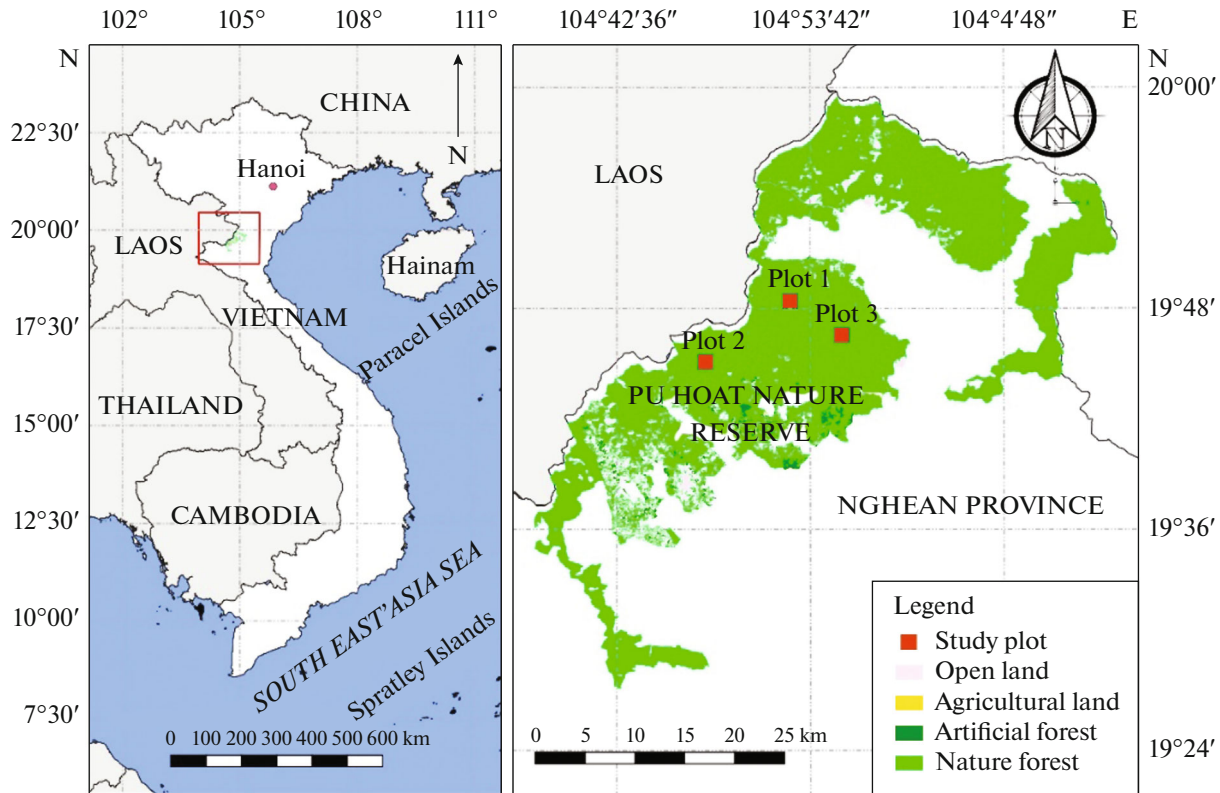 102° 105° 108° 111°
N
CHINA
22°30′
Hanoi
N
20°00′
LAOS
Hainam
VIETNAM
17°30′
Paracel Islands
THAILAND
15°00′
CAMBODIA
12°30′
10°00′
SOUTH EAST'ASIA SEA
Spratley Islands
7°30′
0 100 200 300 400 500 600 km
104°42′36″ 104°53′42″ 104°4′48″ E
N
20°00′
N
LAOS
Plot 1
19°48′
Plot 3
Plot 2
PU HOAT NATURE
RESERVE
NGHEAN PROVINCE
19°36′
Legend
Study plot
Open land
Agricultural land
Artificial forest
Nature forest
0 5 10 15 20 25 km
19°24′